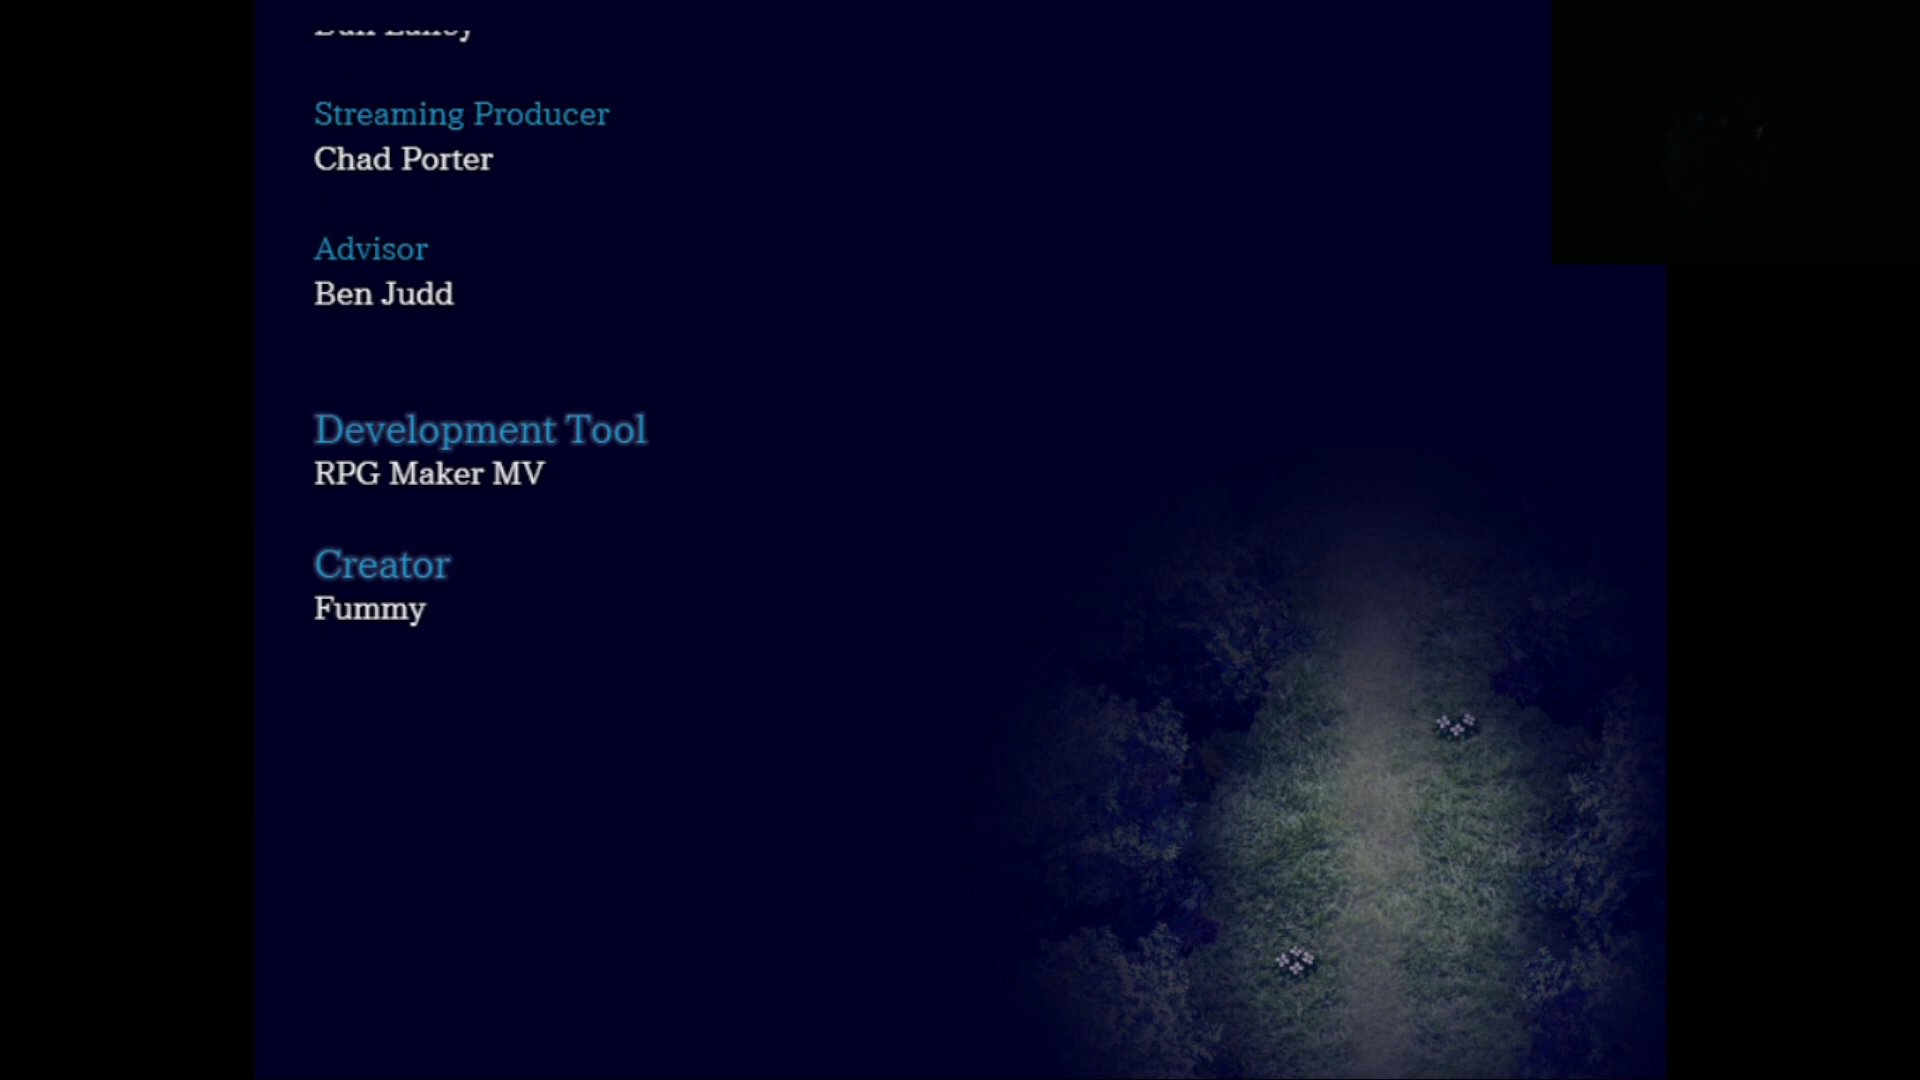 Streaming Producer
Chad Porter
Advisor
Ben Judd
Development Tool
RPG Maker MV
Creator
Fummy